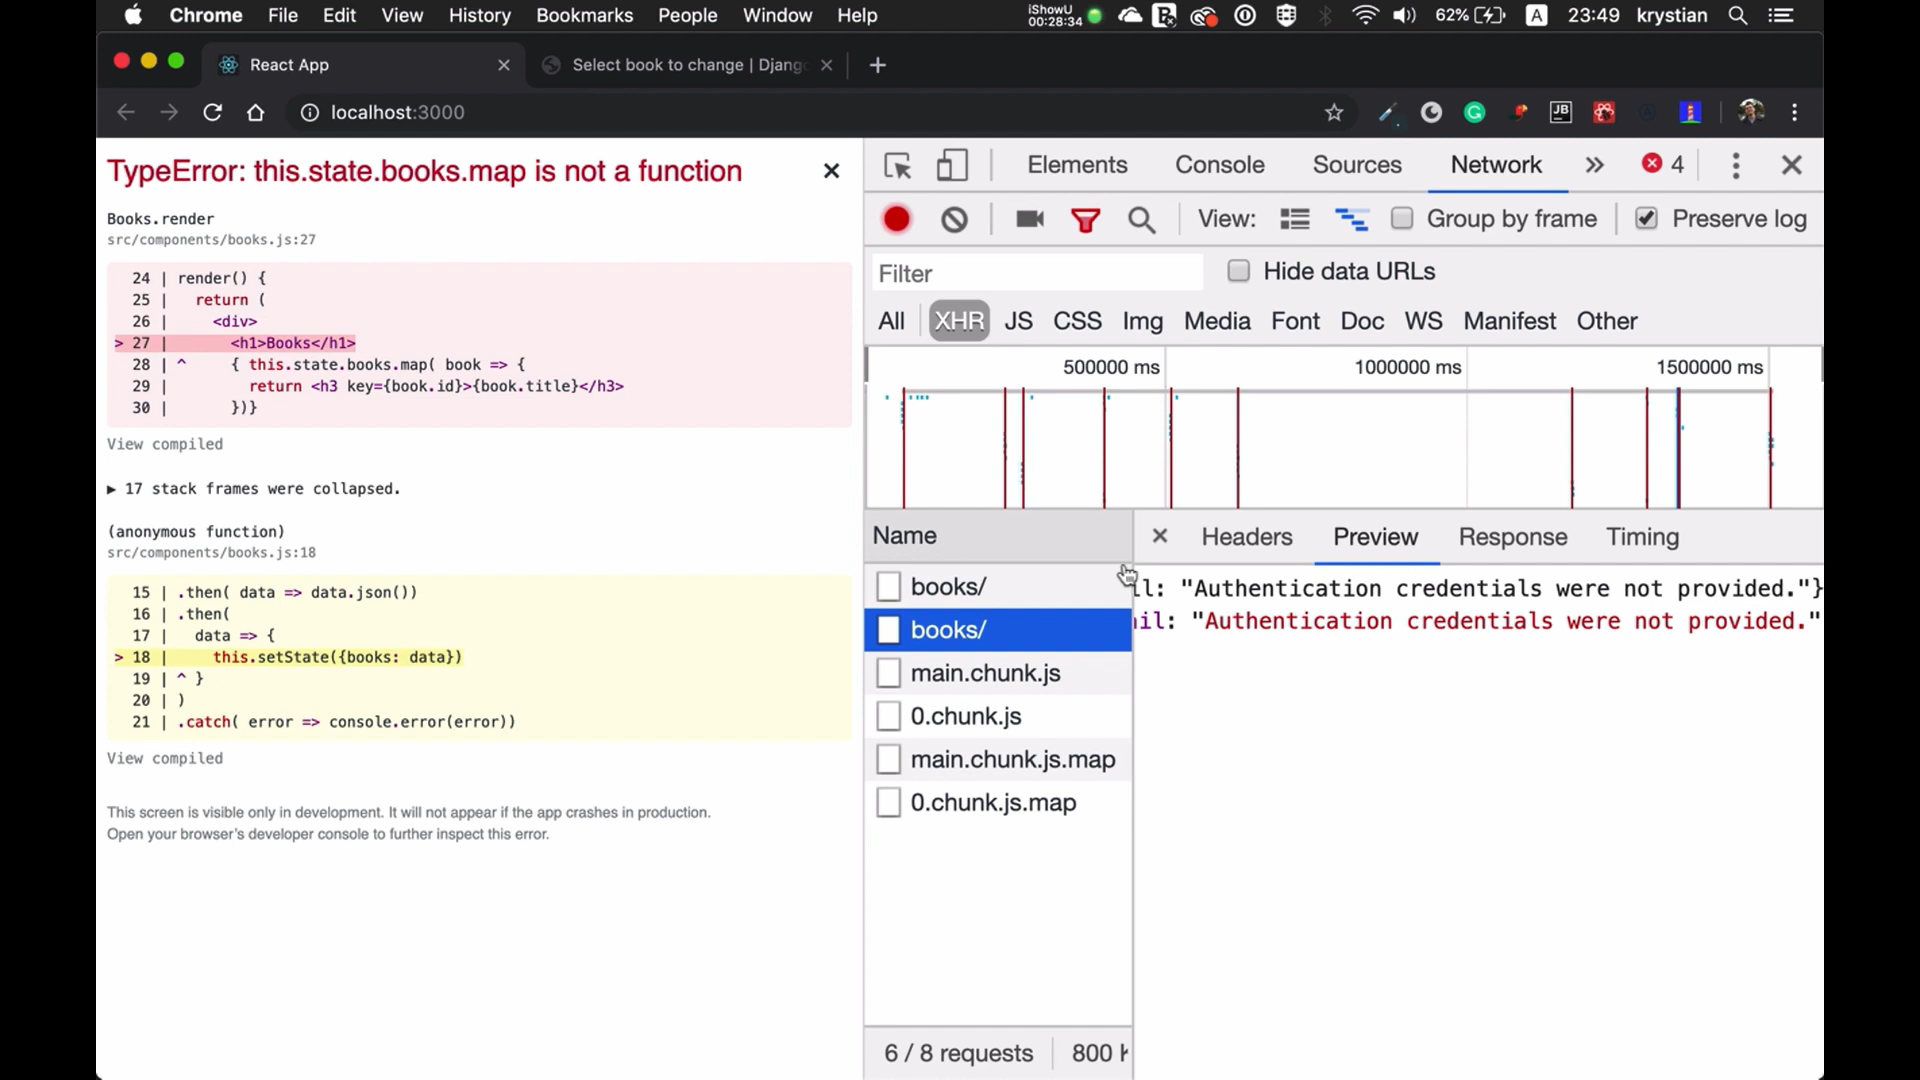 Chrome File Edit View History Bookmarks People Window Help iShowU 00:28:34 62% A 23:49 krystian
React App Select book to change | Djang
localhost:3000 JB
TypeError: this.state.books.map is not a function
Books.render
src/components/books.js:27
24 | render() {
25 | return (
26 | <div>
> 27 | <h1>Books</h1>
28 | ^ { this.state.books.map( book => {
29 | return <h3 key={book.id}>{book.title}</h3>
30 | })}
View compiled
▶ 17 stack frames were collapsed.
(anonymous function)
src/components/books.js:18
15 | .then( data => data.json())
16 | .then(
17 | data => {
> 18 | this.setState({books: data})
19 | ^ }
20 | )
21 | .catch( error => console.error(error))
View compiled
This screen is visible only in development. It will not appear if the app crashes in production.
Open your browser's developer console to further inspect this error.
Elements Console Sources Network » 4
View: Group by frame Preserve log
Filter Hide data URLs
All XHR JS CSS Img Media Font Doc WS Manifest Other
500000 ms 1000000 ms 1500000 ms
Name Headers Preview Response Timing
books/
books/
main.chunk.js
0.chunk.js
main.chunk.js.map
0.chunk.js.map
il: "Authentication credentials were not provided."}
ail: "Authentication credentials were not provided."
6 / 8 requests 800 K